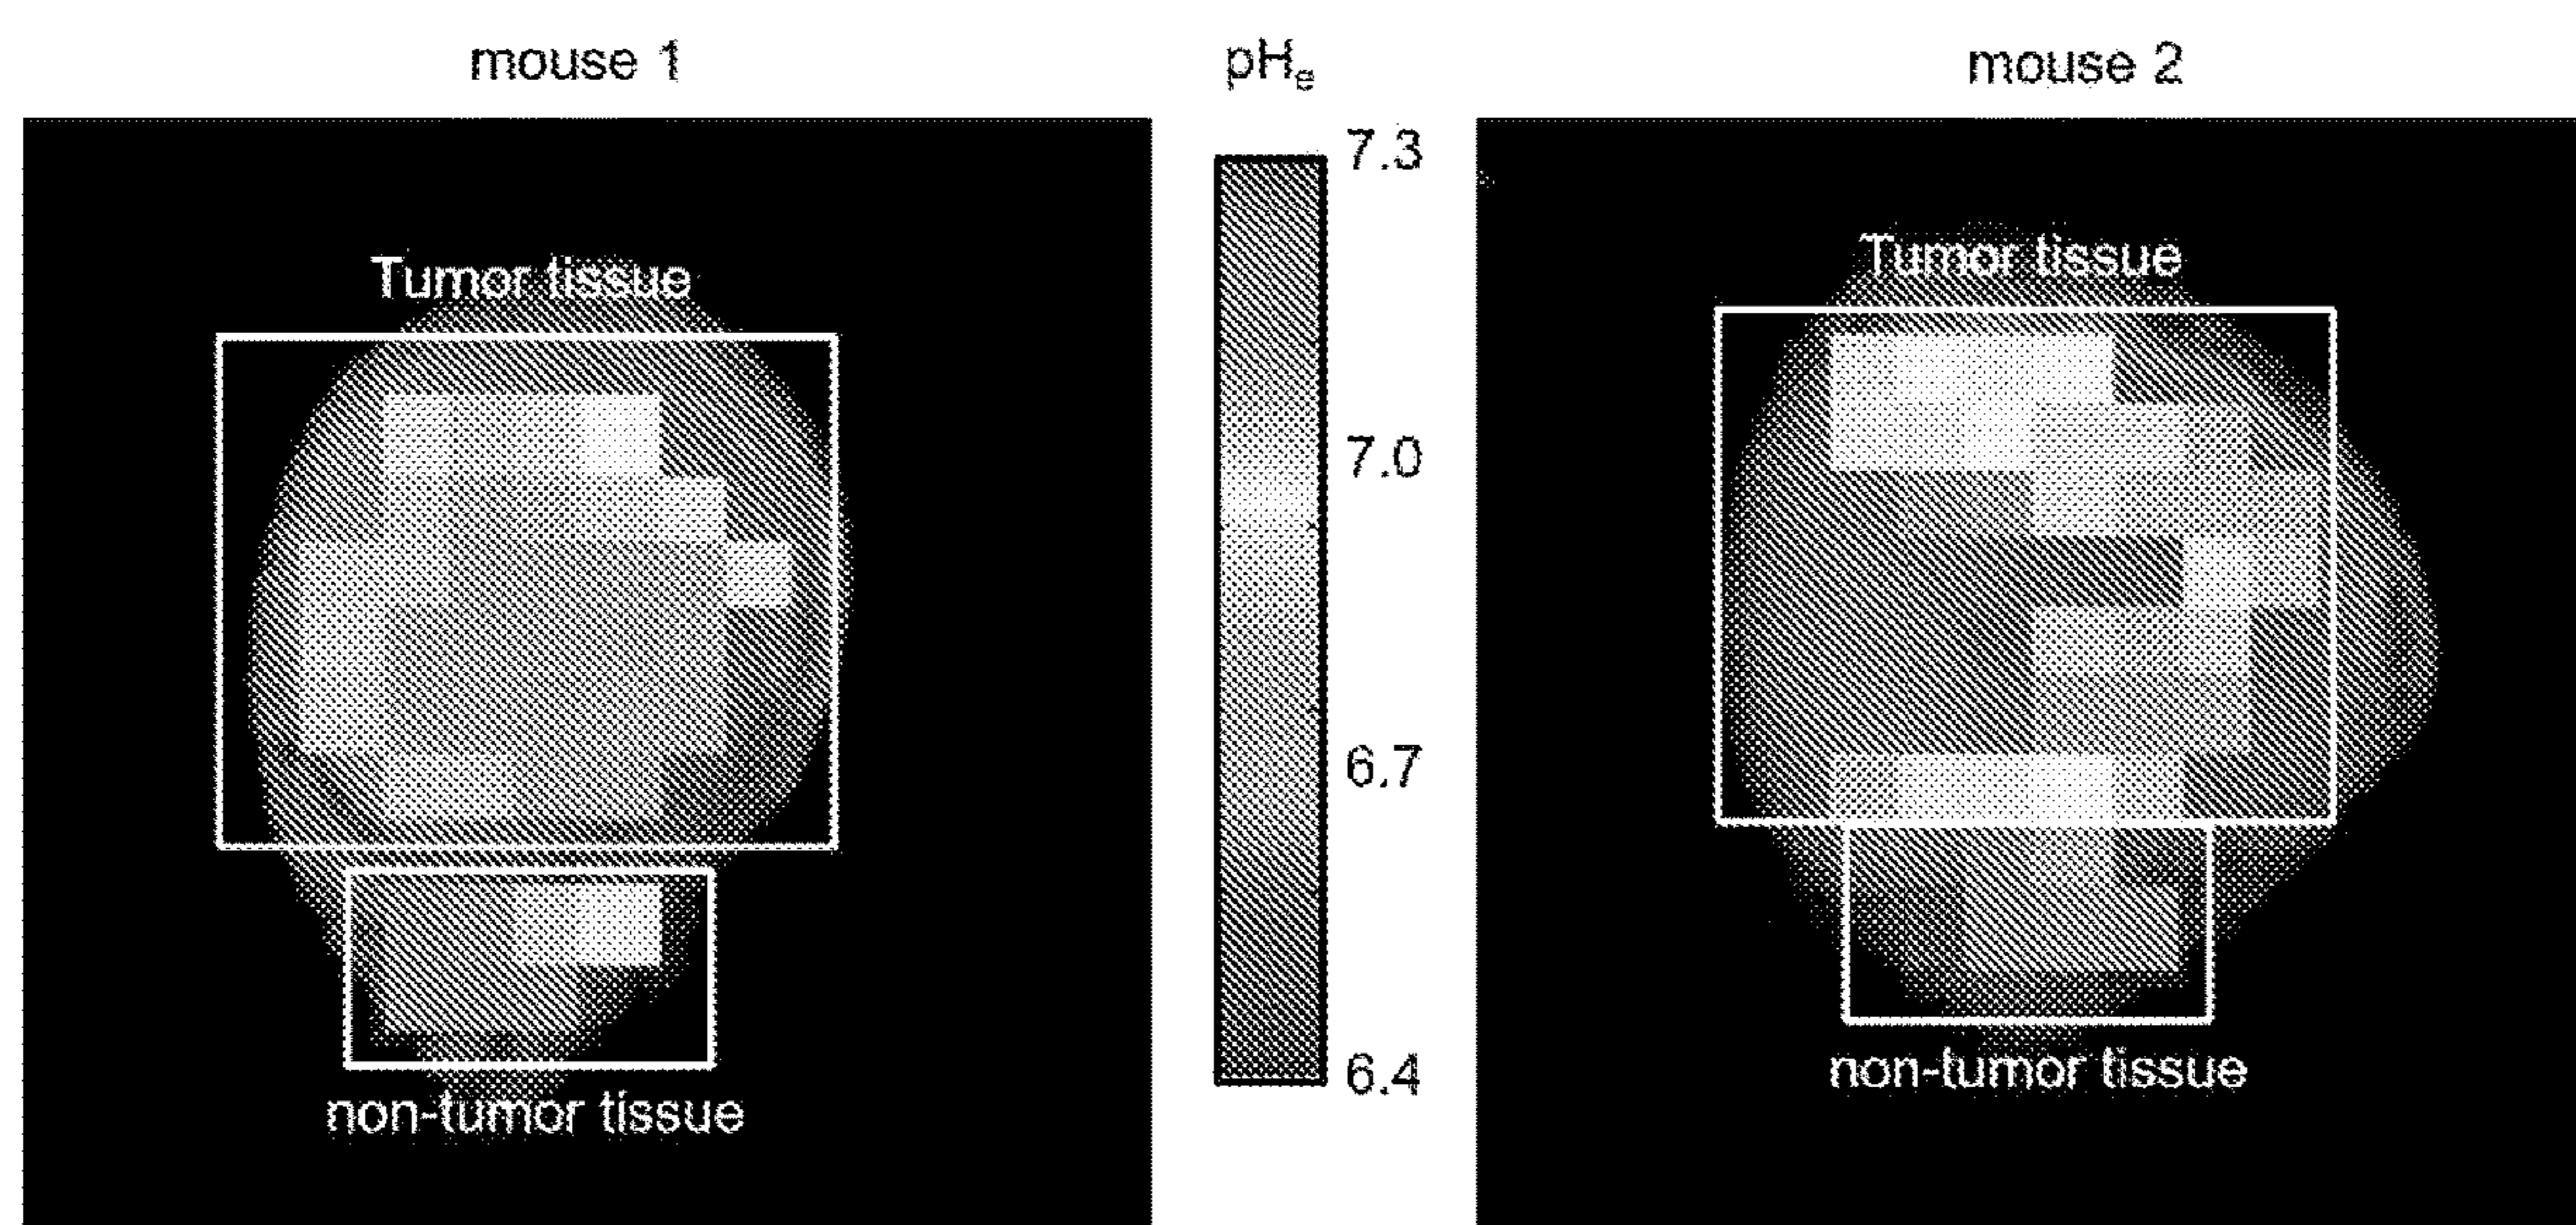 mouse 1
pHe
mouse 2
Tumor tissue
non-tumor tissue
7.3
7.0
6.7
6.4
Tumor tissue
non-tumor tissue